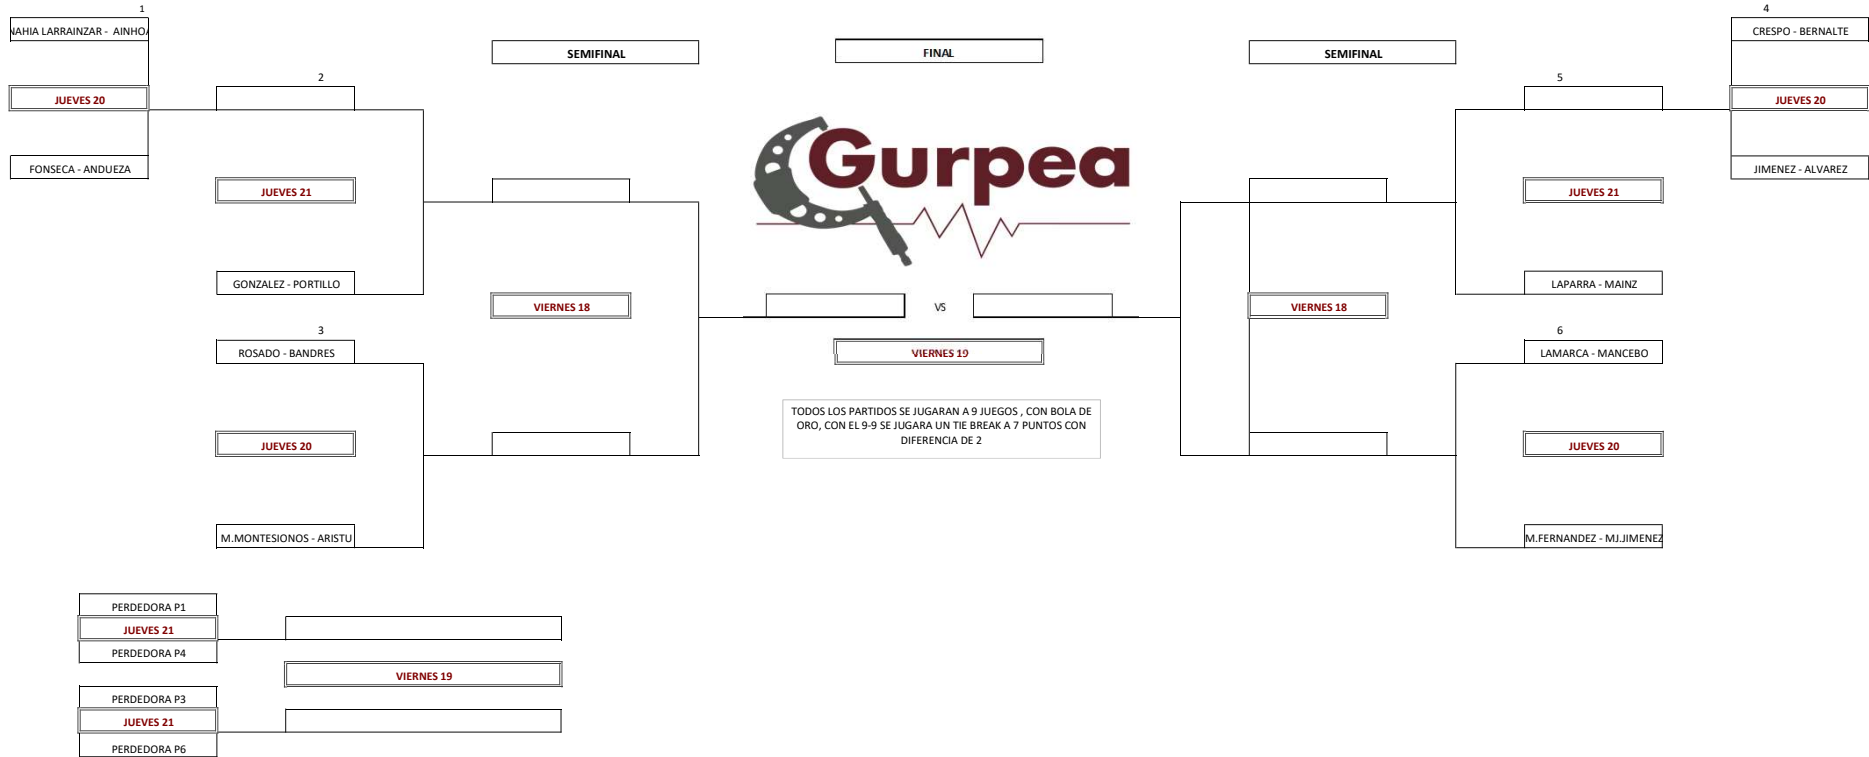 1
NAHIA LARRAINZAR - AINHOA
JUEVES 20
FONSECA - ANDUEZA
2
JUEVES 21
GONZALEZ - PORTILLO
3
ROSADO - BANDRES
JUEVES 20
M.MONTESIONOS - ARISTU
SEMIFINAL
VIERNES 18
FINAL
Gurpea
VS
VIERNES 19
TODOS LOS PARTIDOS SE JUGARAN A 9 JUEGOS , CON BOLA DE
ORO, CON EL 9-9 SE JUGARA UN TIE BREAK A 7 PUNTOS CON
DIFERENCIA DE 2
SEMIFINAL
VIERNES 18
4
CRESPO - BERNALTE
JUEVES 20
JIMENEZ - ALVAREZ
5
JUEVES 21
LAPARRA - MAINZ
6
LAMARCA - MANCEBO
JUEVES 20
M.FERNANDEZ - MJ.JIMENEZ
PERDEDORA P1
JUEVES 21
PERDEDORA P4
VIERNES 19
PERDEDORA P3
JUEVES 21
PERDEDORA P6